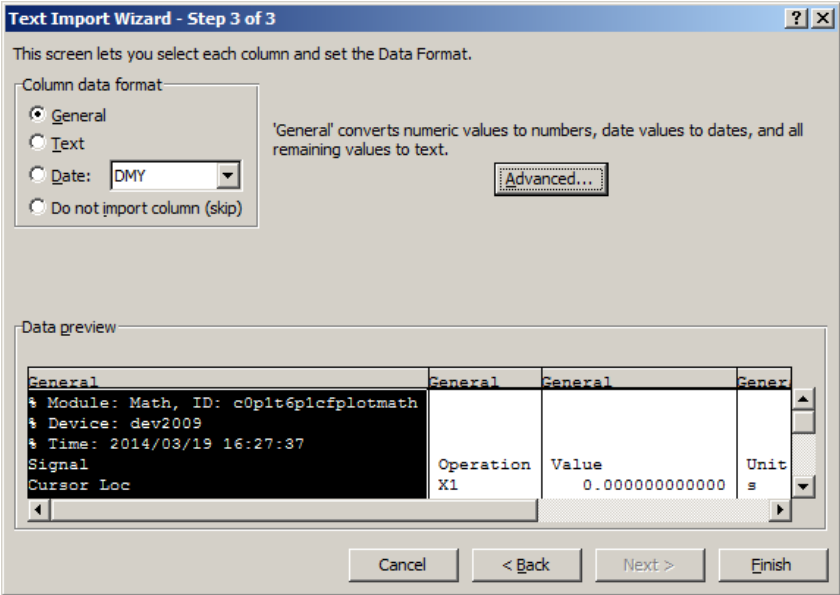 Text Import Wizard - Step 3 of 3
This screen lets you select each column and set the Data Format.
Column data format
General
Text
Date: DMY
Do not import column (skip)
'General' converts numeric values to numbers, date values to dates, and all
remaining values to text.
Advanced...
Data preview
General General General Gener
% Module: Math, ID: c0p1t6p1cfplotmath
% Device: dev2009
% Time: 2014/03/19 16:27:37
Signal Operation Value Unit
Cursor Loc X1 0.000000000000 s
Cancel < Back Next > Finish